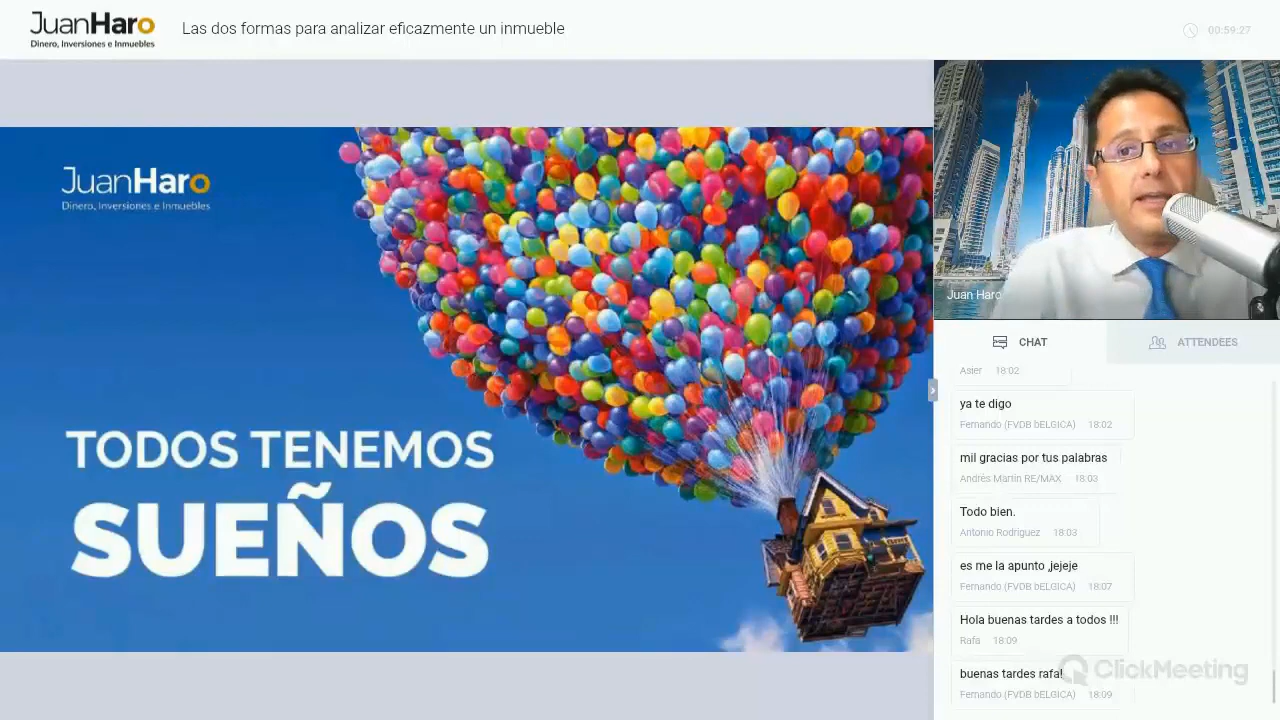 JuanHaro
Dinero, Inversiones e Inmuebles
Las dos formas para analizar eficazmente un inmueble
00:59:27
JuanHaro
Dinero, Inversiones e Inmuebles
TODOS TENEMOS
SUEÑOS
Juan Haro
CHAT
ATTENDEES
Asier 18:02
ya te digo
Fernando (FVDB bELGICA) 18:02
mil gracias por tus palabras
Andrés Martin RE/MAX 18:03
Todo bien.
Antonio Rodriguez 18:03
es me la apunto ,jejeje
Fernando (FVDB bELGICA) 18:07
Hola buenas tardes a todos !!!
Rafa 18:09
buenas tardes rafa!
Fernando (FVDB bELGICA) 18:09
ClickMeeting